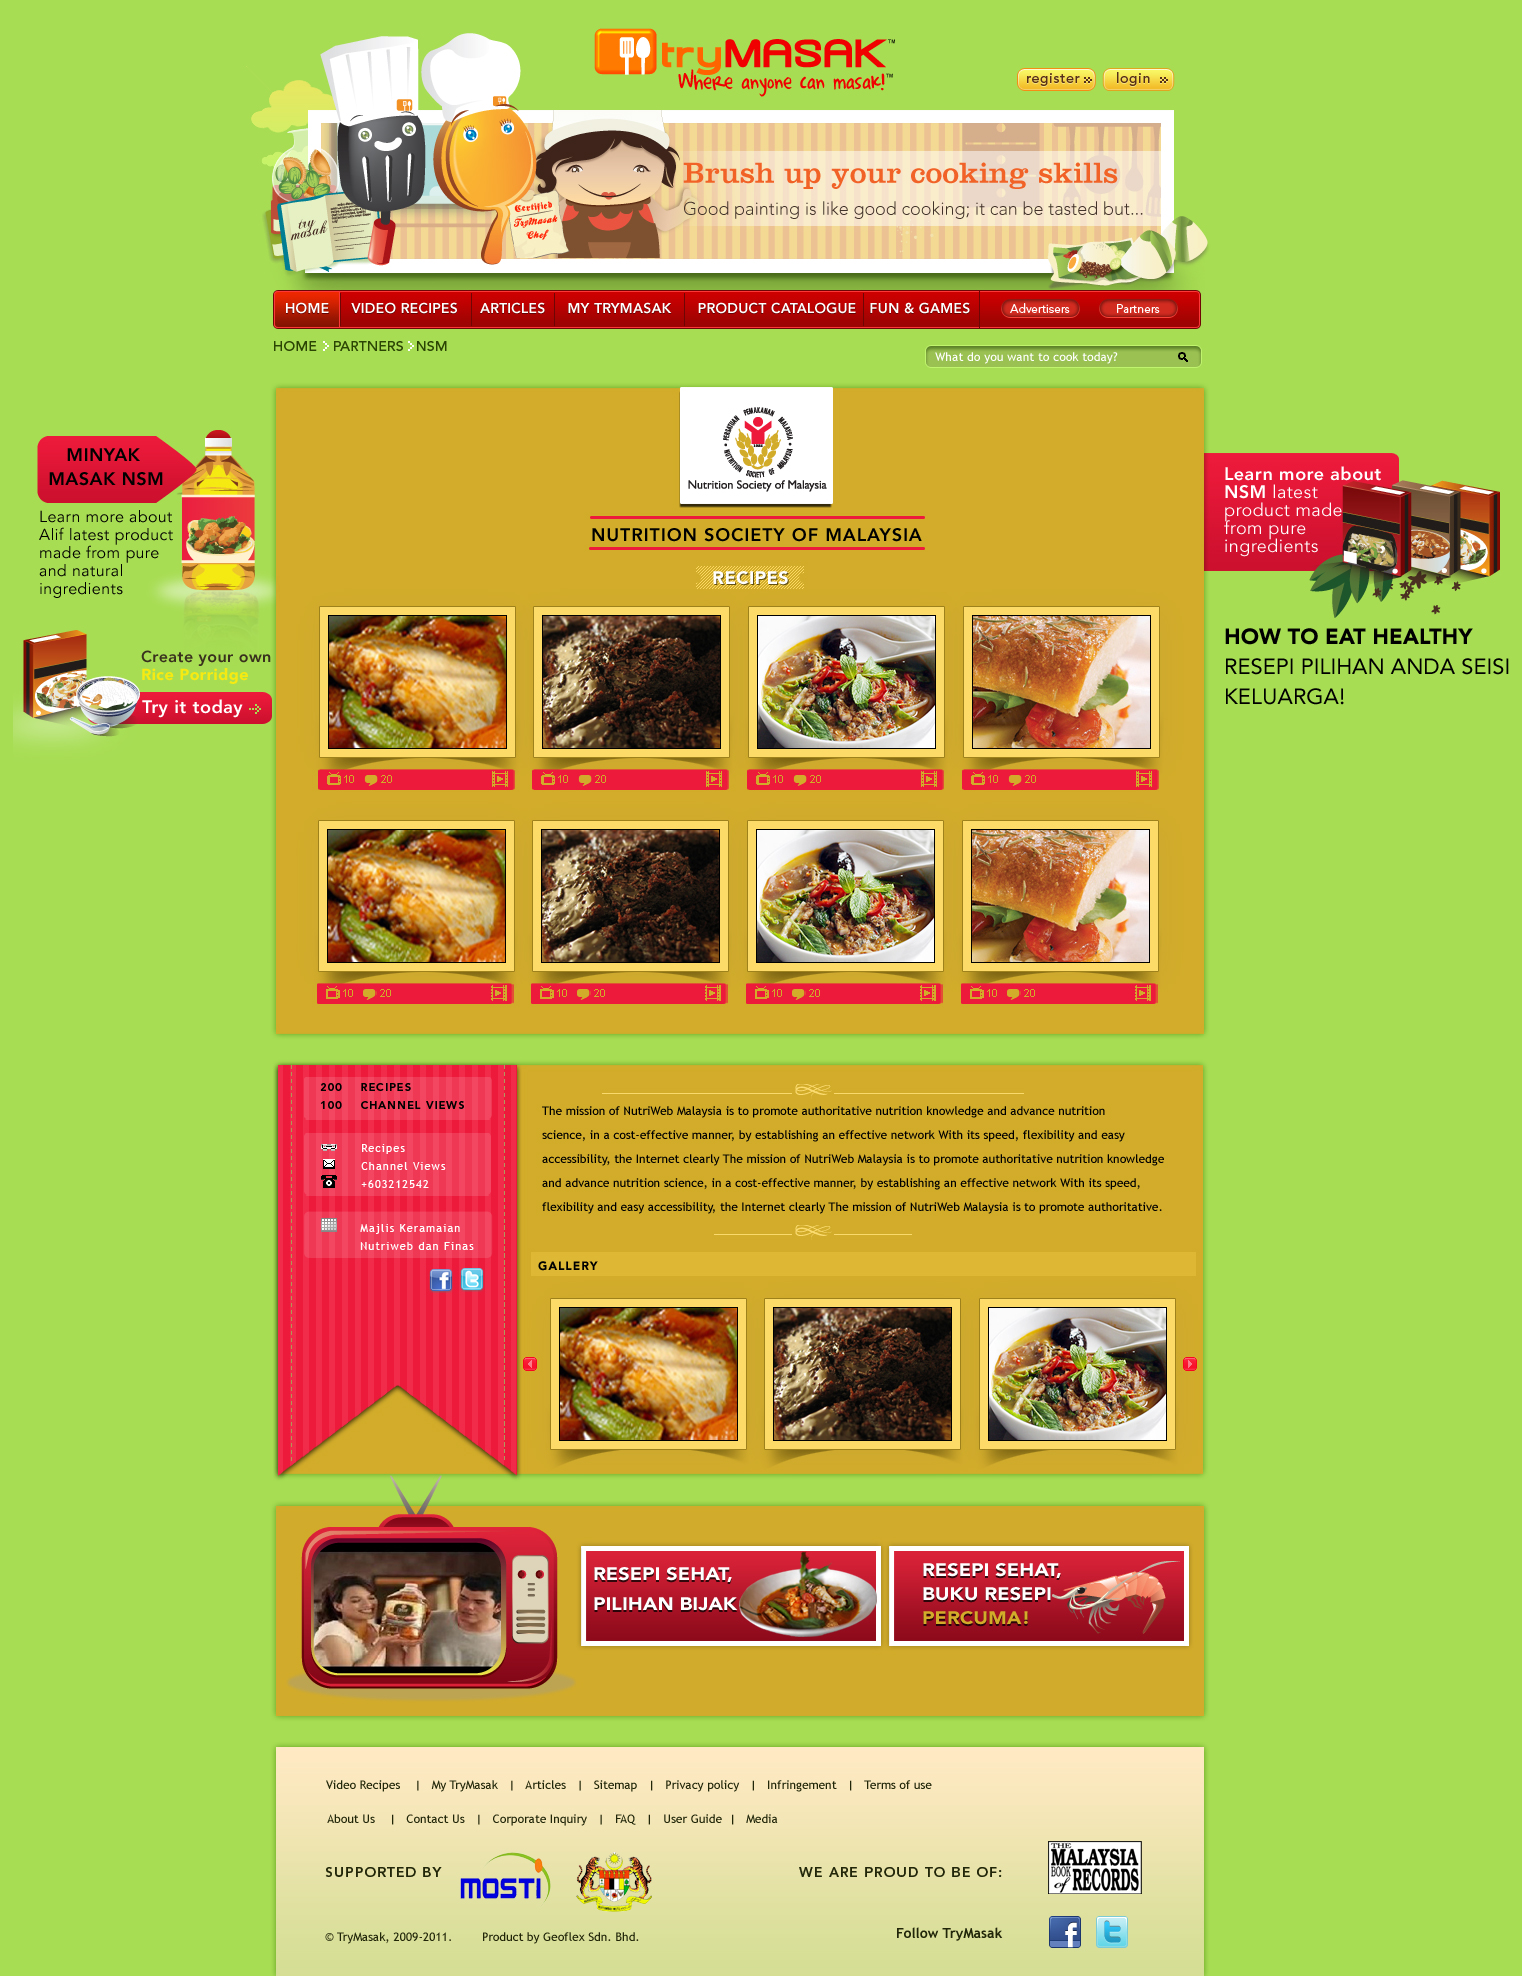 tryMASAK™
Where anyone can masak!™
register
login
try
masak
Certified
TryMasak
Chef
Brush up your cooking skills
Good painting is like good cooking; it can be tasted but...
HOME VIDEO RECIPES ARTICLES MY TRYMASAK PRODUCT CATALOGUE FUN & GAMES Advertisers Partners
HOME PARTNERS NSM
What do you want to cook today?
PERSATUAN PEMAKANAN MALAYSIA
NUTRITION SOCIETY OF MALAYSIA
Nutrition Society of Malaysia
MINYAK
MASAK NSM
Learn more about
Alif latest product
made from pure
and natural
ingredients
Create your own
Rice Porridge
Try it today
Learn more about
NSM latest
product made
from pure
ingredients
HOW TO EAT HEALTHY
RESEPI PILIHAN ANDA SEISI
KELUARGA!
NUTRITION SOCIETY OF MALAYSIA
RECIPES
10 20 10 20 10 20 10 20
10 20 10 20 10 20 10 20
200 RECIPES
100 CHANNEL VIEWS
Recipes
Channel Views
+603212542
Majlis Keramaian
Nutriweb dan Finas
The mission of NutriWeb Malaysia is to promote authoritative nutrition knowledge and advance nutrition
science, in a cost-effective manner, by establishing an effective network With its speed, flexibility and easy
accessibility, the Internet clearly The mission of NutriWeb Malaysia is to promote authoritative nutrition knowledge
and advance nutrition science, in a cost-effective manner, by establishing an effective network With its speed,
flexibility and easy accessibility, the Internet clearly The mission of NutriWeb Malaysia is to promote authoritative.
GALLERY
RESEPI SEHAT,
PILIHAN BIJAK
RESEPI SEHAT,
BUKU RESEPI
PERCUMA!
Video Recipes | My TryMasak | Articles | Sitemap | Privacy policy | Infringement | Terms of use
About Us | Contact Us | Corporate Inquiry | FAQ | User Guide | Media
SUPPORTED BY
MOSTI
WE ARE PROUD TO BE OF:
THE
MALAYSIA
BOOK
of RECORDS
© TryMasak, 2009-2011. Product by Geoflex Sdn. Bhd.
Follow TryMasak